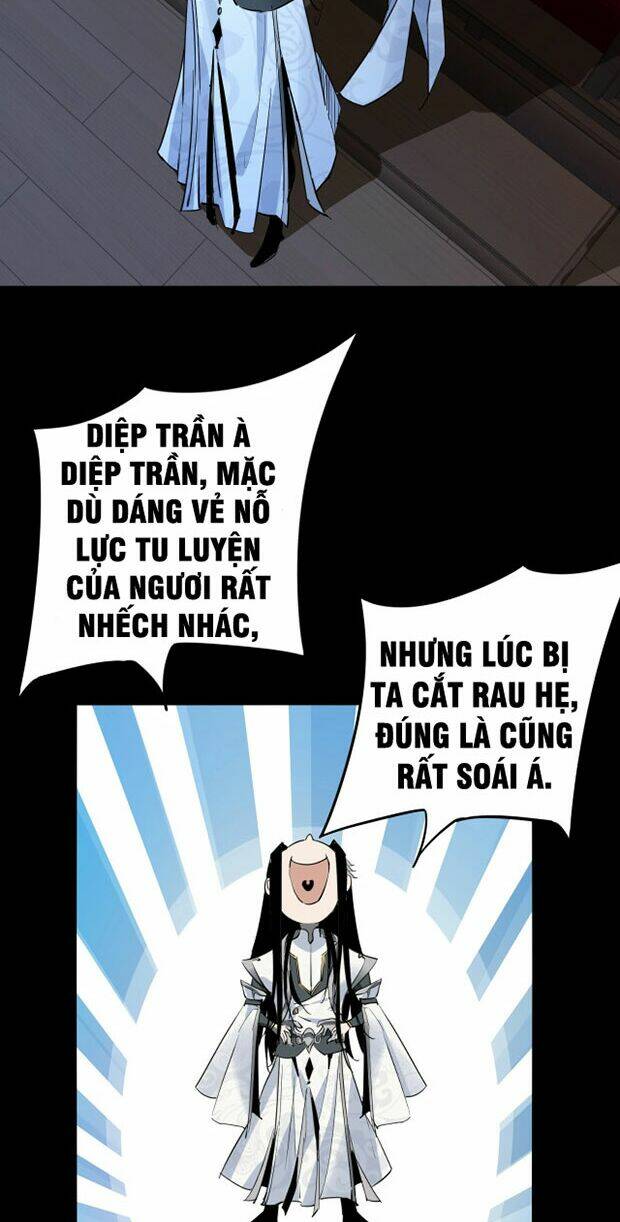 DIỆP TRẦN À
DIỆP TRẦN, MẶC
DÙ DÁNG VẺ NỖ
LỰC TU LUYỆN
CỦA NGƯƠI RẤT
NHẾCH NHÁC,
NHƯNG LÚC BỊ
TA CẮT RAU HẸ,
ĐÚNG LÀ CŨNG
RẤT SOÁI Á.